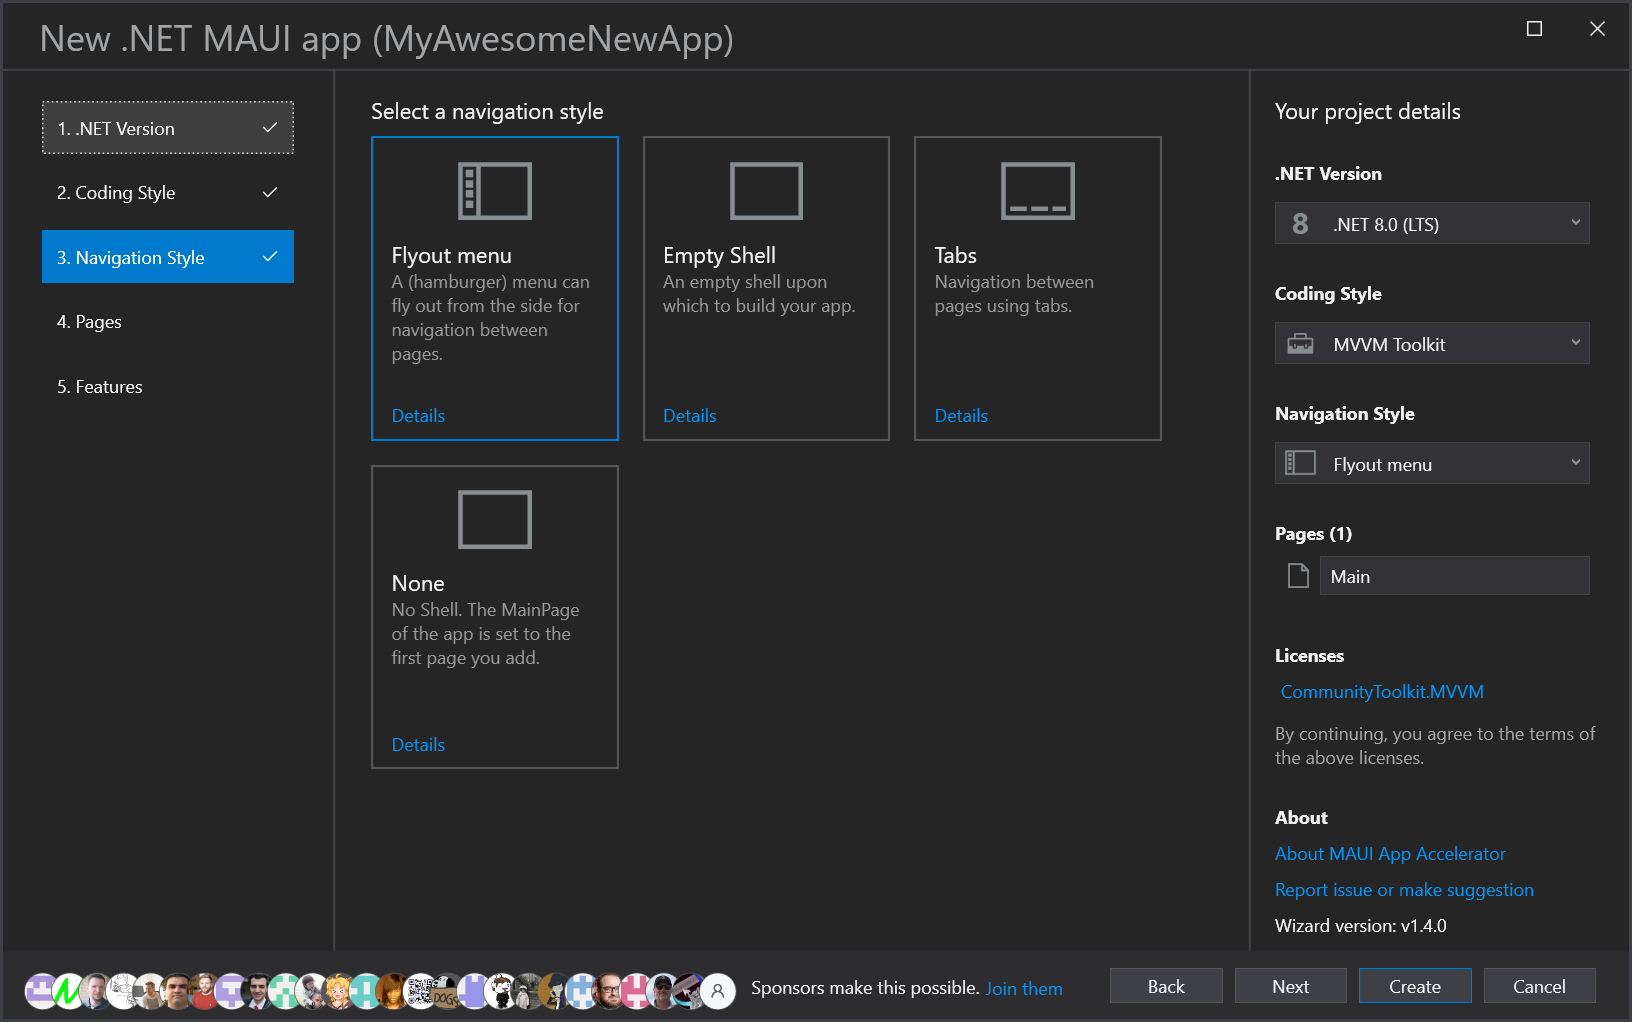 New .NET MAUI app (MyAwesomeNewApp)
1. .NET Version
2. Coding Style
3. Navigation Style
4. Pages
5. Features
Select a navigation style
Flyout menu
A (hamburger) menu can
fly out from the side for
navigation between
pages.
Details
Empty Shell
An empty shell upon
which to build your app.
Details
Tabs
Navigation between
pages using tabs.
Details
None
No Shell. The MainPage
of the app is set to the
first page you add.
Details
Your project details
.NET Version
8 .NET 8.0 (LTS)
Coding Style
MVVM Toolkit
Navigation Style
Flyout menu
Pages (1)
Main
Licenses
CommunityToolkit.MVVM
By continuing, you agree to the terms of
the above licenses.
About
About MAUI App Accelerator
Report issue or make suggestion
Wizard version: v1.4.0
Sponsors make this possible. Join them
Back
Next
Create
Cancel